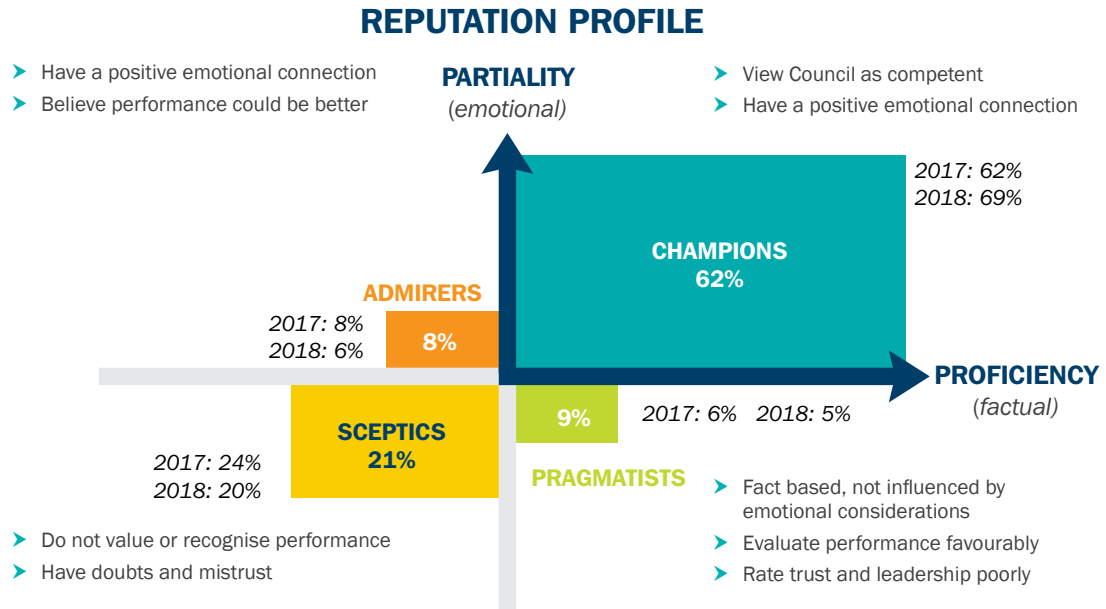 REPUTATION PROFILE
Have a positive emotional connection
Believe performance could be better
PARTIALITY
(emotional)
View Council as competent
Have a positive emotional connection
2017: 62%
2018: 69%
CHAMPIONS
62%
ADMIRERS
2017: 8%
2018: 6%
8%
PROFICIENCY
(factual)
SCEPTICS
21%
2017: 24%
2018: 20%
9%
2017: 6% 2018: 5%
PRAGMATISTS
Do not value or recognise performance
Have doubts and mistrust
Fact based, not influenced by
emotional considerations
Evaluate performance favourably
Rate trust and leadership poorly